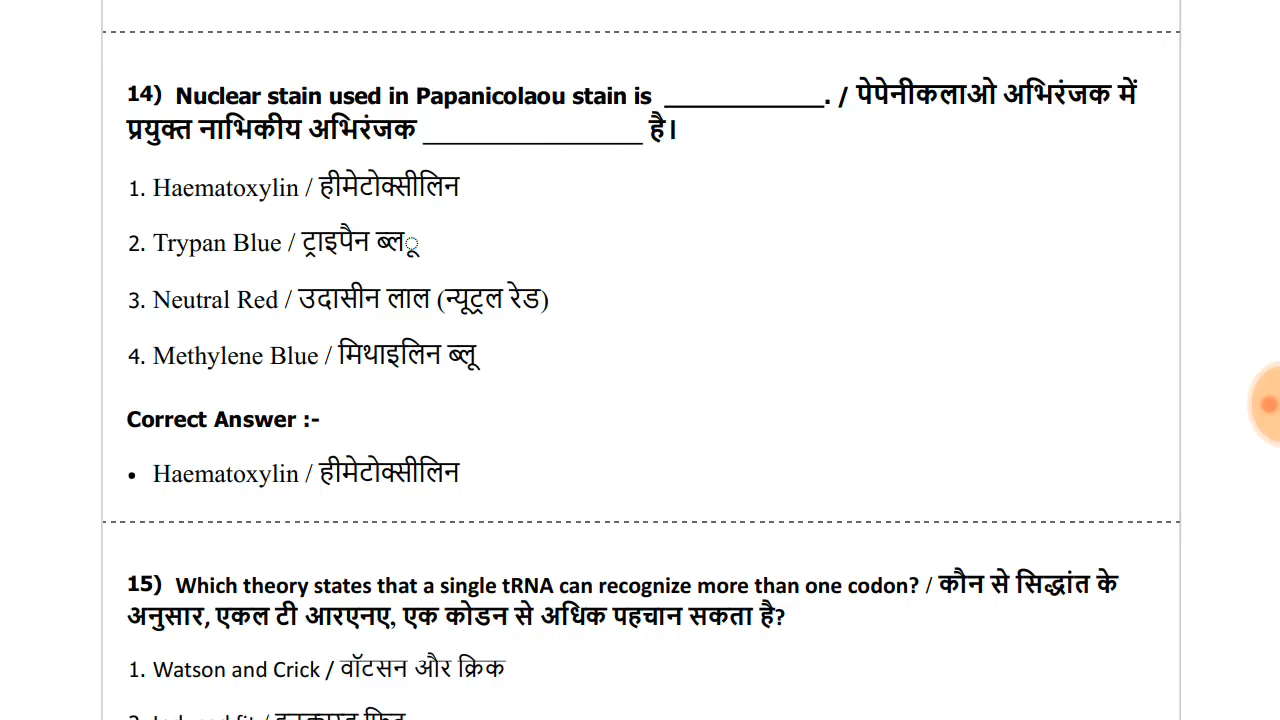 14) Nuclear stain used in Papanicolaou stain is ____________. / पेपेनीकलाओ अभिरंजक में
प्रयुक्त नाभिकीय अभिरंजक ________________ है।
1. Haematoxylin / हीमेटोक्सीलिन
2. Trypan Blue / ट्राइपैन ब्ल ू
3. Neutral Red / उदासीन लाल (न्यूट्रल रेड)
4. Methylene Blue / मिथाइलिन ब्लू
Correct Answer :-
• Haematoxylin / हीमेटोक्सीलिन
15) Which theory states that a single tRNA can recognize more than one codon? / कौन से सिद्धांत के
अनुसार, एकल टी आरएनए, एक कोडन से अधिक पहचान सकता है?
1. Watson and Crick / वॉटसन और क्रिक